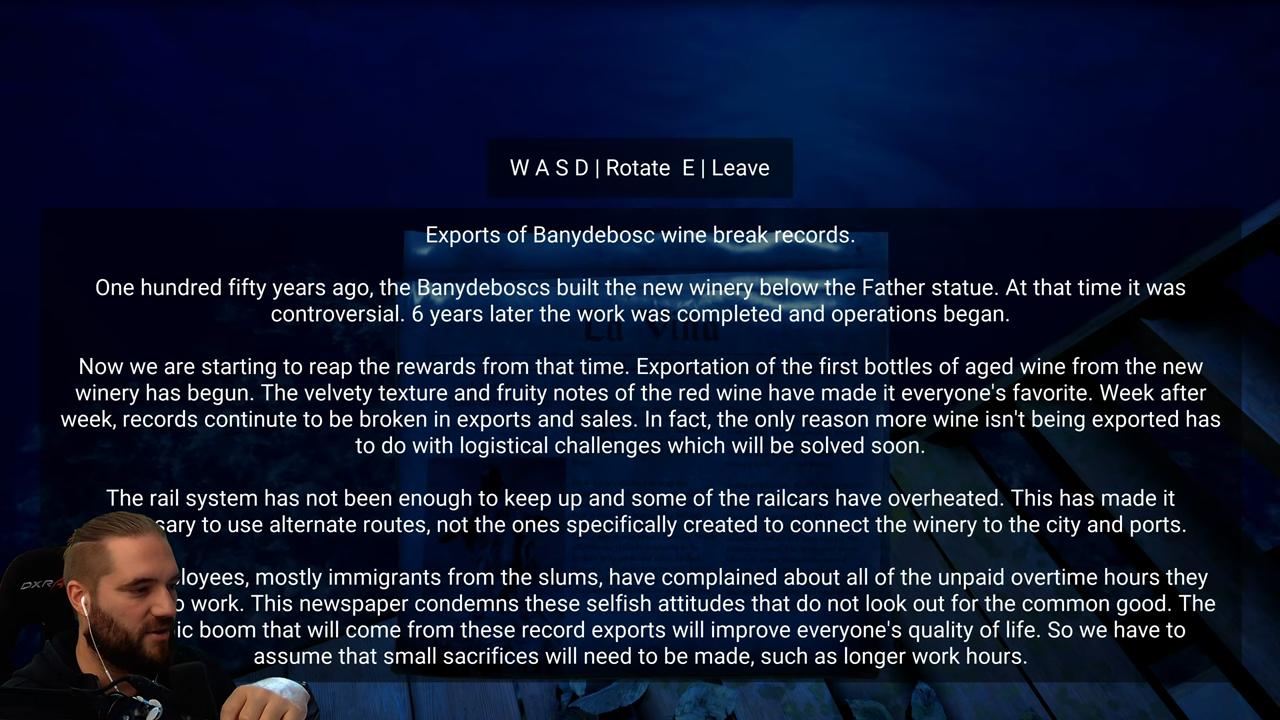 W A S D | Rotate E | Leave
Exports of Banydebosc wine break records.
One hundred fifty years ago, the Banydeboscs built the new winery below the Father statue. At that time it was
controversial. 6 years later the work was completed and operations began.
Now we are starting to reap the rewards from that time. Exportation of the first bottles of aged wine from the new
winery has begun. The velvety texture and fruity notes of the red wine have made it everyone's favorite. Week after
week, records continue to be broken in exports and sales. In fact, the only reason more wine isn't being exported has
to do with logistical challenges which will be solved soon.
The rail system has not been enough to keep up and some of the railcars have overheated. This has made it
to use alternate routes, not the ones specifically created to connect the winery to the city and ports.
mostly immigrants from the slums, have complained about all of the unpaid overtime hours they
work. This newspaper condemns these selfish attitudes that do not look out for the common good. The
boom that will come from these record exports will improve everyone's quality of life. So we have to
assume that small sacrifices will need to be made, such as longer work hours.